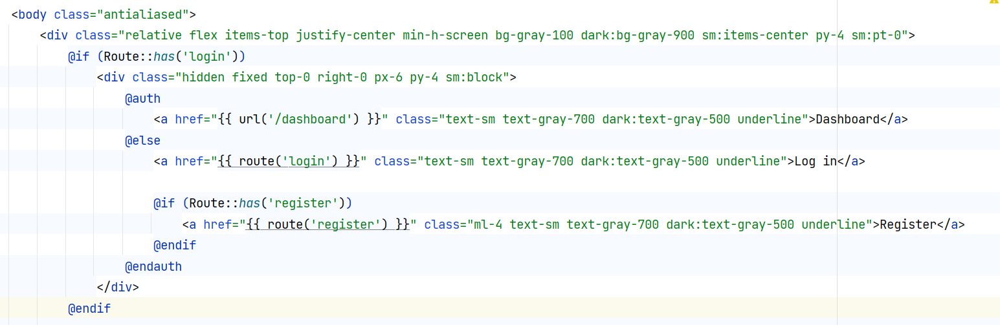 <body class="antialiased">
<div class="relative flex items-top justify-center min-h-screen bg-gray-100 dark:bg-gray-900 sm:items-center py-4 sm:pt-0">
@if (Route::has('login'))
<div class="hidden fixed top-0 right-0 px-6 py-4 sm:block">
@auth
<a href="{{ url('/dashboard') }}" class="text-sm text-gray-700 dark:text-gray-500 underline">Dashboard</a>
@else
<a href="{{ route('login') }}" class="text-sm text-gray-700 dark:text-gray-500 underline">Log in</a>
@if (Route::has('register'))
<a href="{{ route('register') }}" class="ml-4 text-sm text-gray-700 dark:text-gray-500 underline">Register</a>
@endif
@endauth
</div>
@endif